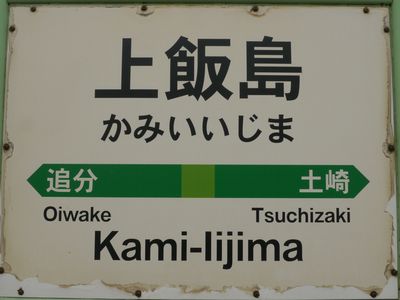 上飯島
かみいいじま
追分 土崎
Oiwake Tsuchizaki
Kami-Iijima